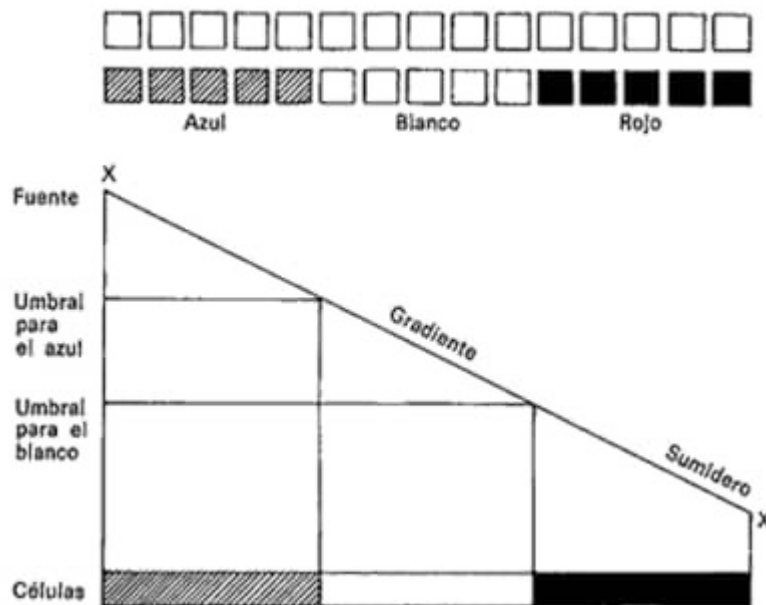 Azul Blanco Rojo
X
Fuente
Umbral
para
el azul
Gradiente
Umbral
para el
blanco
Sumidero
X
Células